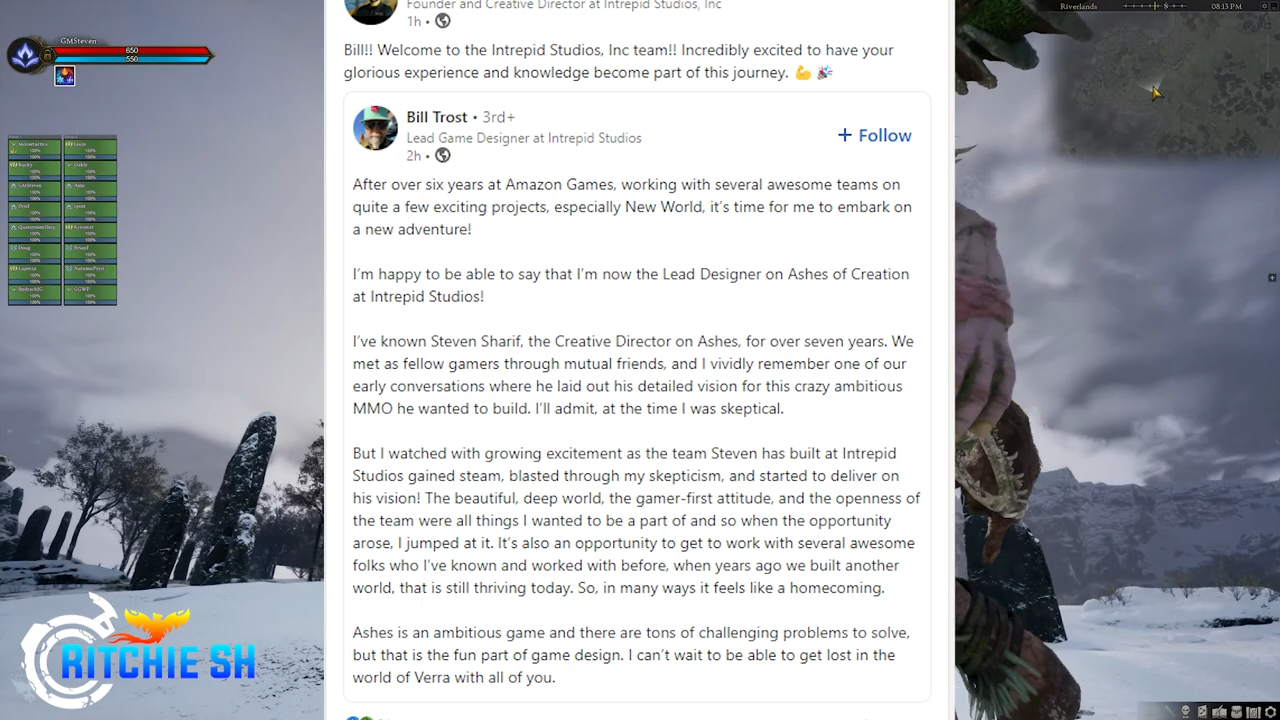 Founder and Creative Director at Intrepid Studios, Inc
1h •
Bill!! Welcome to the Intrepid Studios, Inc team!! Incredibly excited to have your
glorious experience and knowledge become part of this journey. 💪 🎉
Bill Trost • 3rd+
Lead Game Designer at Intrepid Studios
2h •
+ Follow
After over six years at Amazon Games, working with several awesome teams on
quite a few exciting projects, especially New World, it's time for me to embark on
a new adventure!
I'm happy to be able to say that I'm now the Lead Designer on Ashes of Creation
at Intrepid Studios!
I've known Steven Sharif, the Creative Director on Ashes, for over seven years. We
met as fellow gamers through mutual friends, and I vividly remember one of our
early conversations where he laid out his detailed vision for this crazy ambitious
MMO he wanted to build. I'll admit, at the time I was skeptical.
But I watched with growing excitement as the team Steven has built at Intrepid
Studios gained steam, blasted through my skepticism, and started to deliver on
his vision! The beautiful, deep world, the gamer-first attitude, and the openness of
the team were all things I wanted to be a part of and so when the opportunity
arose, I jumped at it. It's also an opportunity to get to work with several awesome
folks who I've known and worked with before, when years ago we built another
world, that is still thriving today. So, in many ways it feels like a homecoming.
Ashes is an ambitious game and there are tons of challenging problems to solve,
but that is the fun part of game design. I can't wait to be able to get lost in the
world of Verra with all of you.
GMSteven
650
550
Riverlands
08:13 PM
RITCHIE SH